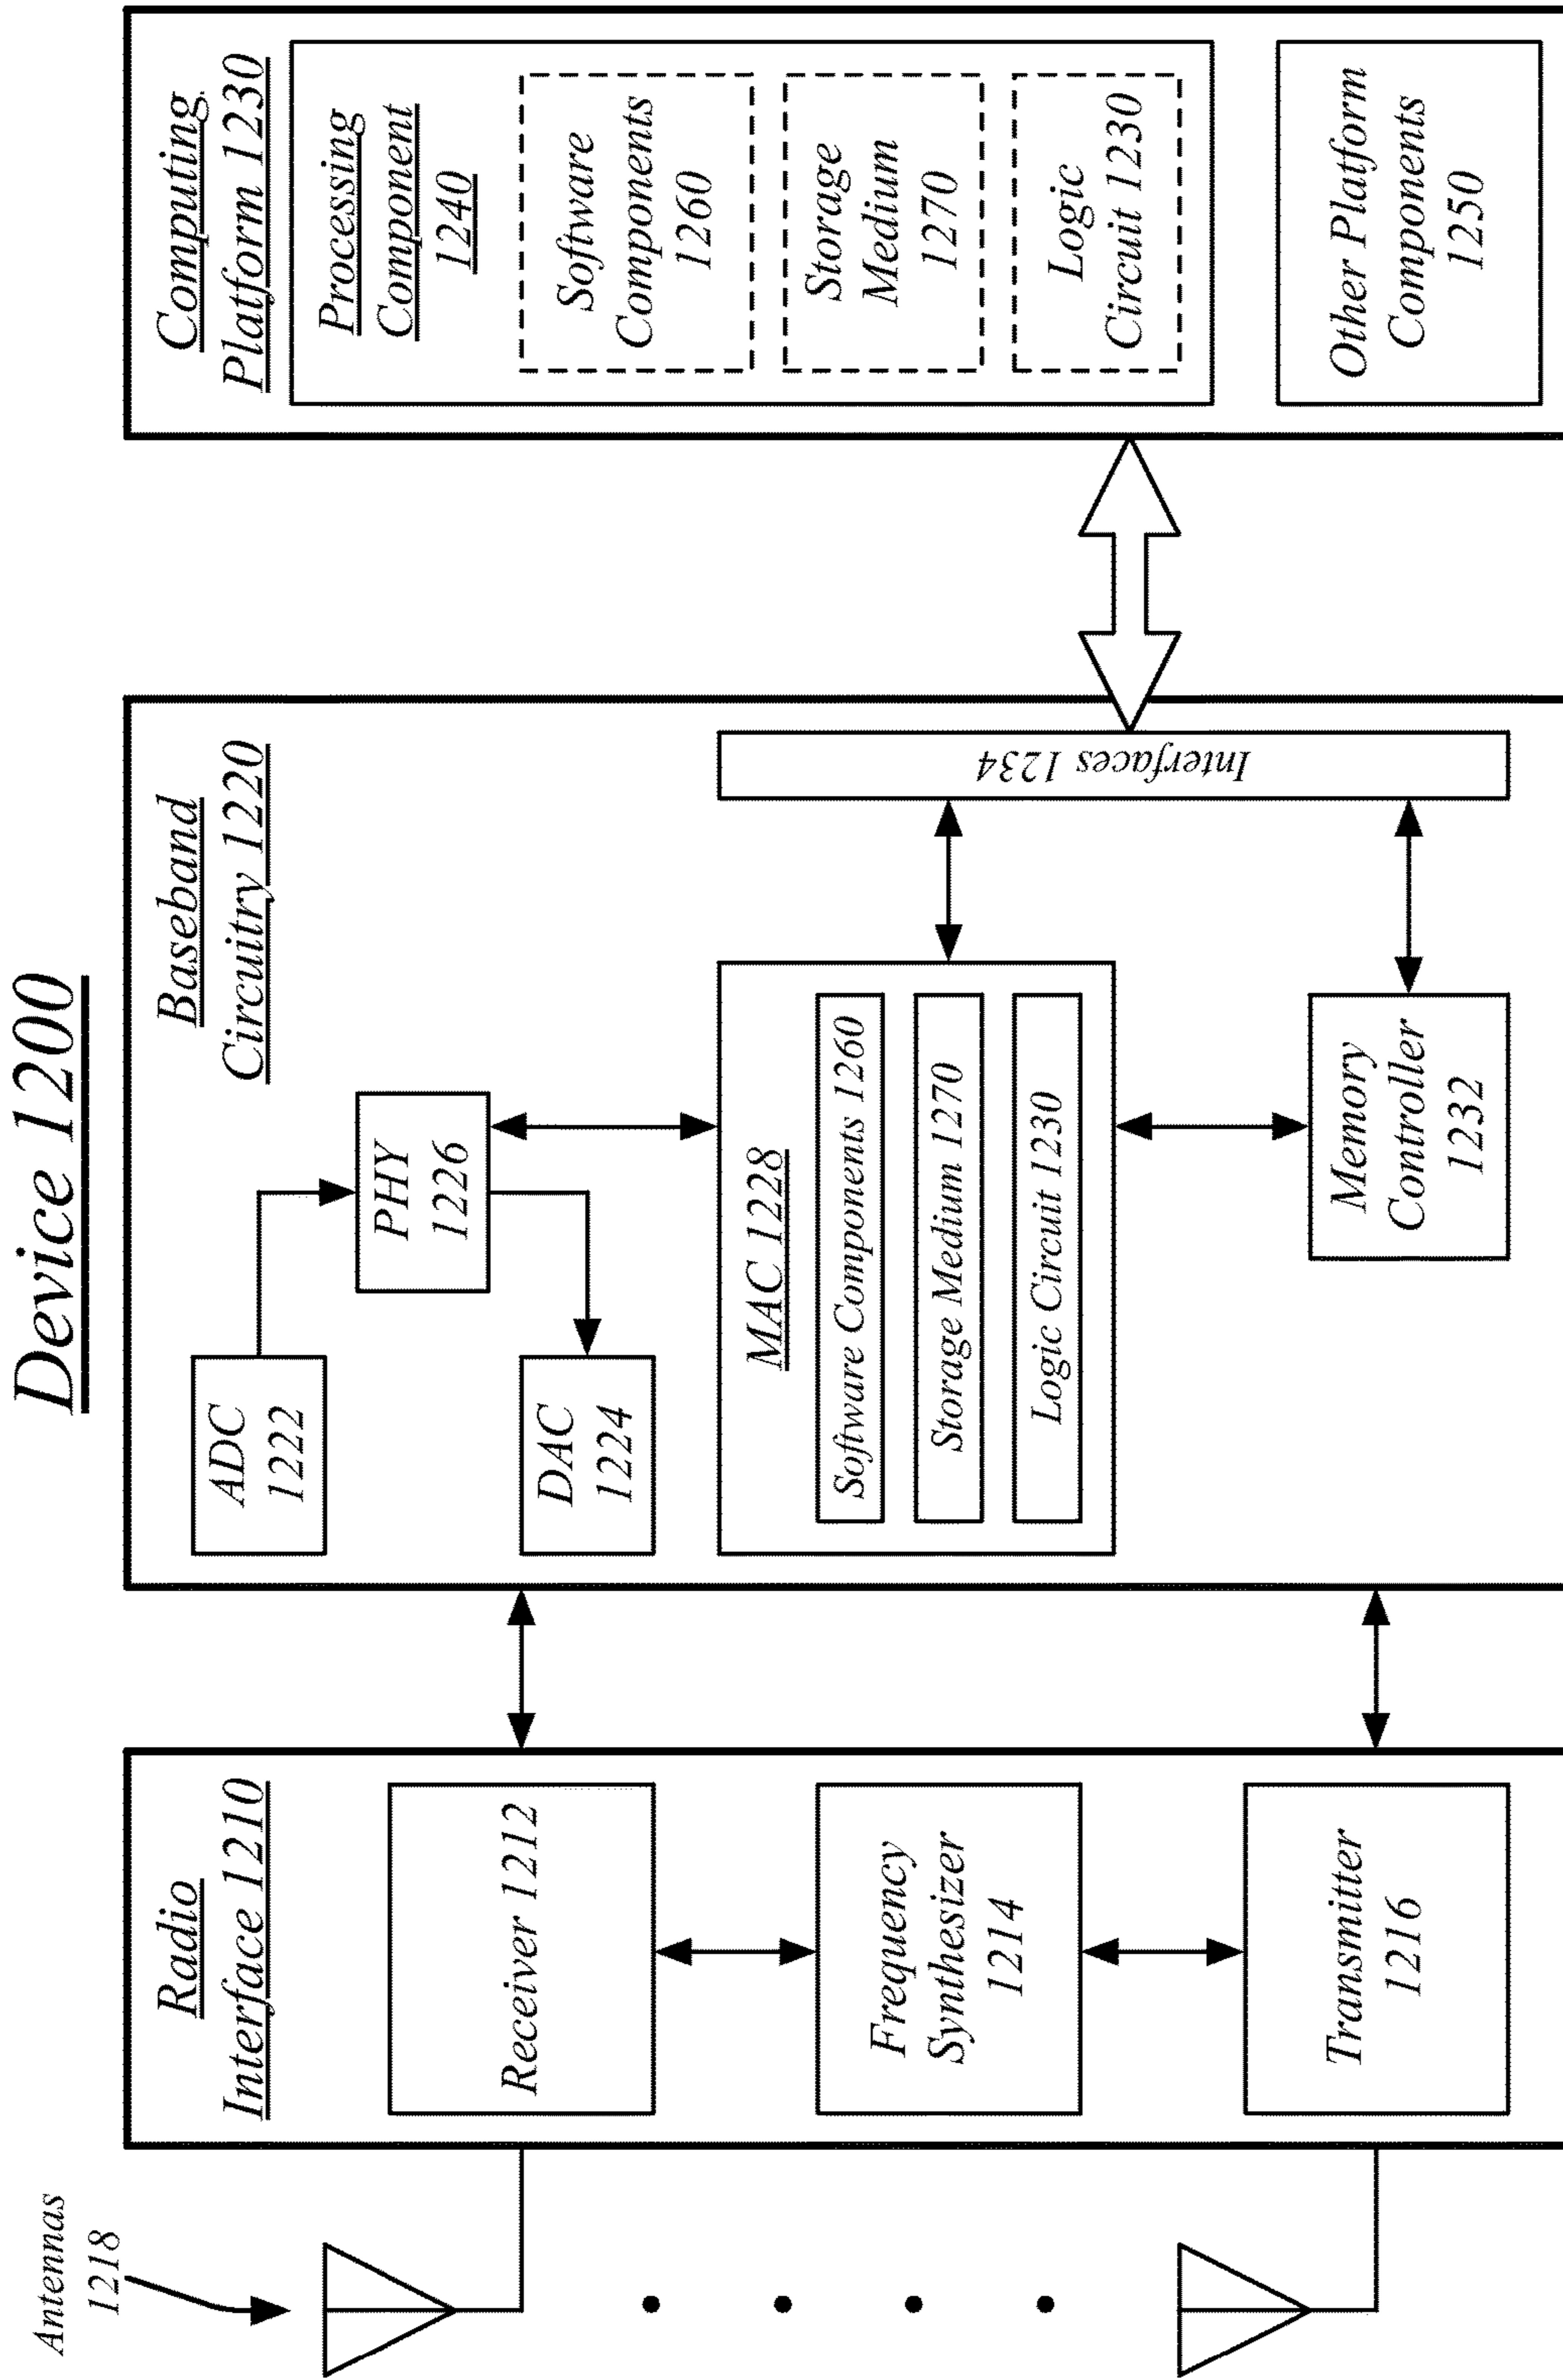 Device 1200
Antennas
1218
Radio
Interface 1210
Receiver 1212
Frequency
Synthesizer
1214
Transmitter
1216
Baseband
Circuitry 1220
ADC
1222
PHY
1226
DAC
1224
MAC 1228
Software Components 1260
Storage Medium 1270
Logic Circuit 1230
Memory
Controller
1232
Interfaces 1234
Computing
Platform 1230
Processing
Component
1240
Software
Components
1260
Storage
Medium
1270
Logic
Circuit 1230
Other Platform
Components
1250